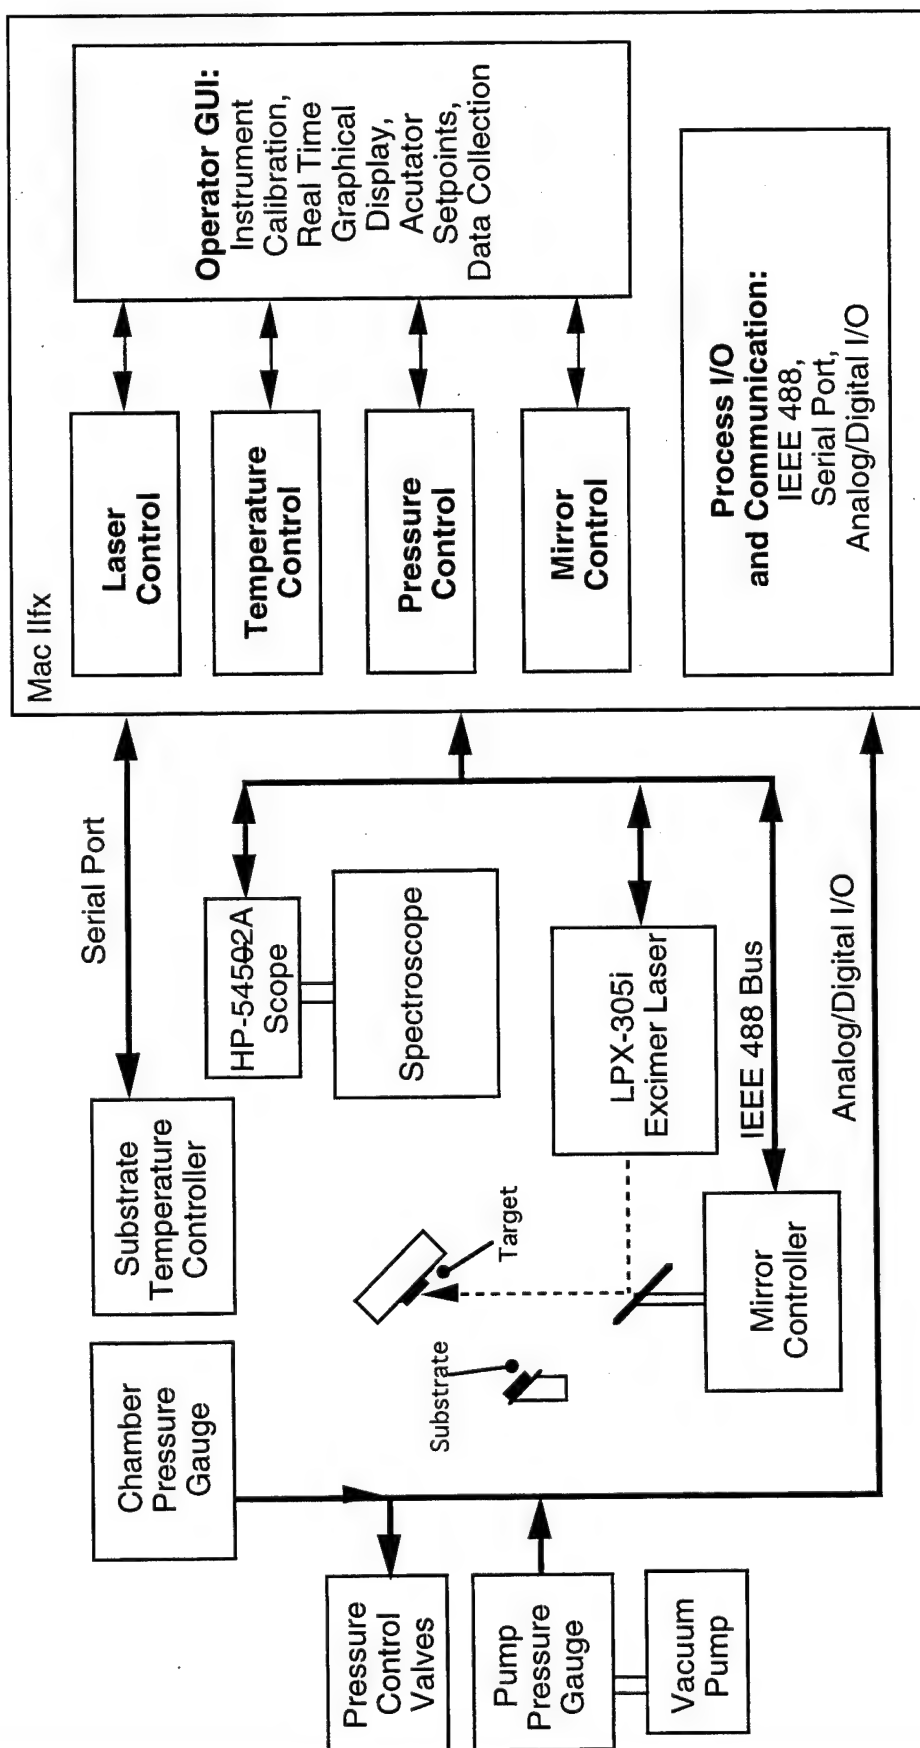 Mac IIfx
Laser
Control
Temperature
Control
Pressure
Control
Mirror
Control
Operator GUI:
Instrument
Calibration,
Real Time
Graphical
Display,
Acutator
Setpoints,
Data Collection
Process I/O
and Communication:
IEEE 488,
Serial Port,
Analog/Digital I/O
Serial Port
Substrate
Temperature
Controller
HP-54502A
Scope
Spectroscope
LPX-305i
Excimer Laser
IEEE 488 Bus
Analog/Digital I/O
Target
Substrate
Mirror
Controller
Chamber
Pressure
Gauge
Pressure
Control
Valves
Pump
Pressure
Gauge
Vacuum
Pump